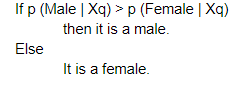 If p (Male | Xq) > p (Female | Xq)
then it is a male.
Else
It is a female.